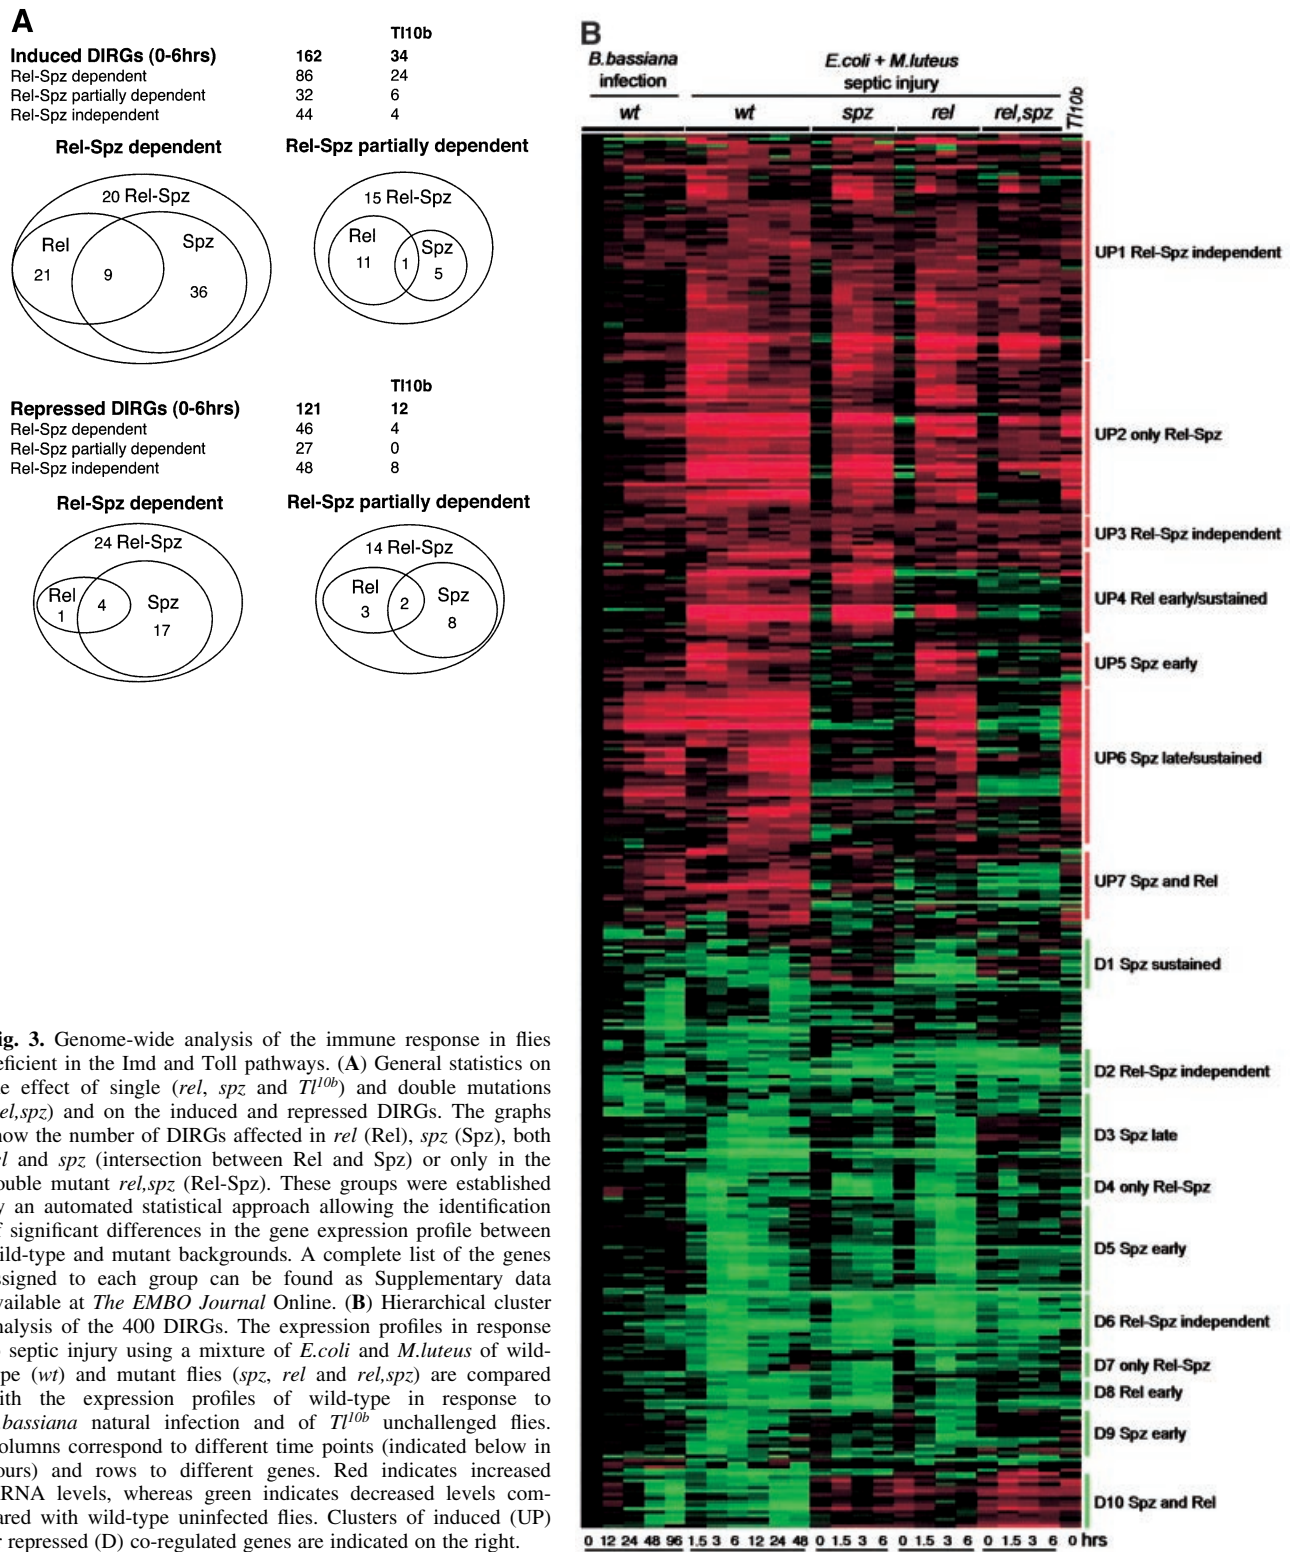 A
Tl10b
Induced DIRGs (0-6hrs) 162 34
Rel-Spz dependent 86 24
Rel-Spz partially dependent 32 6
Rel-Spz independent 44 4
Rel-Spz dependent
20 Rel-Spz
Rel
Spz
21
9
36
Rel-Spz partially dependent
15 Rel-Spz
Rel
Spz
11
1
5
Tl10b
Repressed DIRGs (0-6hrs) 121 12
Rel-Spz dependent 46 4
Rel-Spz partially dependent 27 0
Rel-Spz independent 48 8
Rel-Spz dependent
24 Rel-Spz
Rel
Spz
1
4
17
Rel-Spz partially dependent
14 Rel-Spz
Rel
Spz
3
2
8
ig. 3. Genome-wide analysis of the immune response in flies
eficient in the Imd and Toll pathways. (A) General statistics on
e effect of single (rel, spz and Tl10b) and double mutations
el,spz) and on the induced and repressed DIRGs. The graphs
ow the number of DIRGs affected in rel (Rel), spz (Spz), both
l and spz (intersection between Rel and Spz) or only in the
ouble mutant rel,spz (Rel-Spz). These groups were established
y an automated statistical approach allowing the identification
f significant differences in the gene expression profile between
ild-type and mutant backgrounds. A complete list of the genes
ssigned to each group can be found as Supplementary data
vailable at The EMBO Journal Online. (B) Hierarchical cluster
nalysis of the 400 DIRGs. The expression profiles in response
septic injury using a mixture of E.coli and M.luteus of wild-
pe (wt) and mutant flies (spz, rel and rel,spz) are compared
ith the expression profiles of wild-type in response to
.bassiana natural infection and of Tl10b unchallenged flies.
olumns correspond to different time points (indicated below in
ours) and rows to different genes. Red indicates increased
RNA levels, whereas green indicates decreased levels com-
ared with wild-type uninfected flies. Clusters of induced (UP)
r repressed (D) co-regulated genes are indicated on the right.
B
B.bassiana
infection
E.coli + M.luteus
septic injury
wt
wt
spz
rel
rel,spz
Tl10b
UP1 Rel-Spz independent
UP2 only Rel-Spz
UP3 Rel-Spz independent
UP4 Rel early/sustained
UP5 Spz early
UP6 Spz late/sustained
UP7 Spz and Rel
D1 Spz sustained
D2 Rel-Spz independent
D3 Spz late
D4 only Rel-Spz
D5 Spz early
D6 Rel-Spz independent
D7 only Rel-Spz
D8 Rel early
D9 Spz early
D10 Spz and Rel
0 12 24 48 96 1.5 3 6 12 24 48 0 1.5 3 6 0 1.5 3 6 0 1.5 3 6 0 hrs